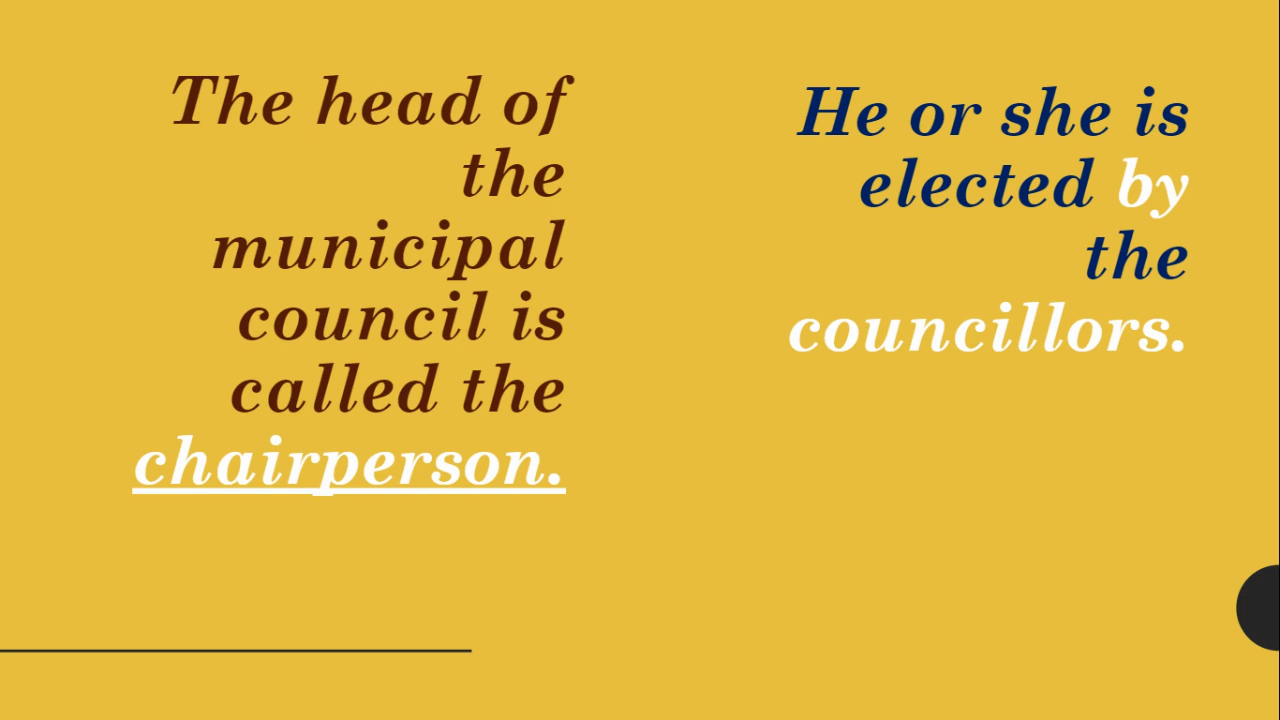 The head of
the
municipal
council is
called the
chairperson.
He or she is
elected by
the
councillors.